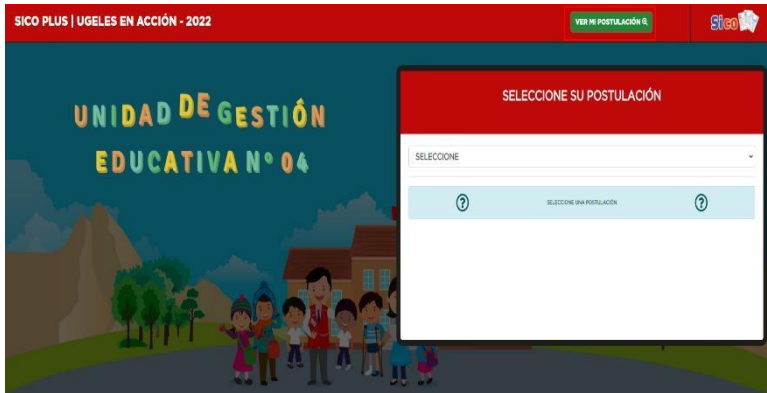 SICO PLUS | UGELES EN ACCIÓN - 2022
VER MI POSTULACIÓN
Sico
UNIDAD DE GESTIÓN
EDUCATIVA Nº 04
SELECCIONE SU POSTULACIÓN
SELECCIONE
SELECCIONE UNA POSTULACIÓN